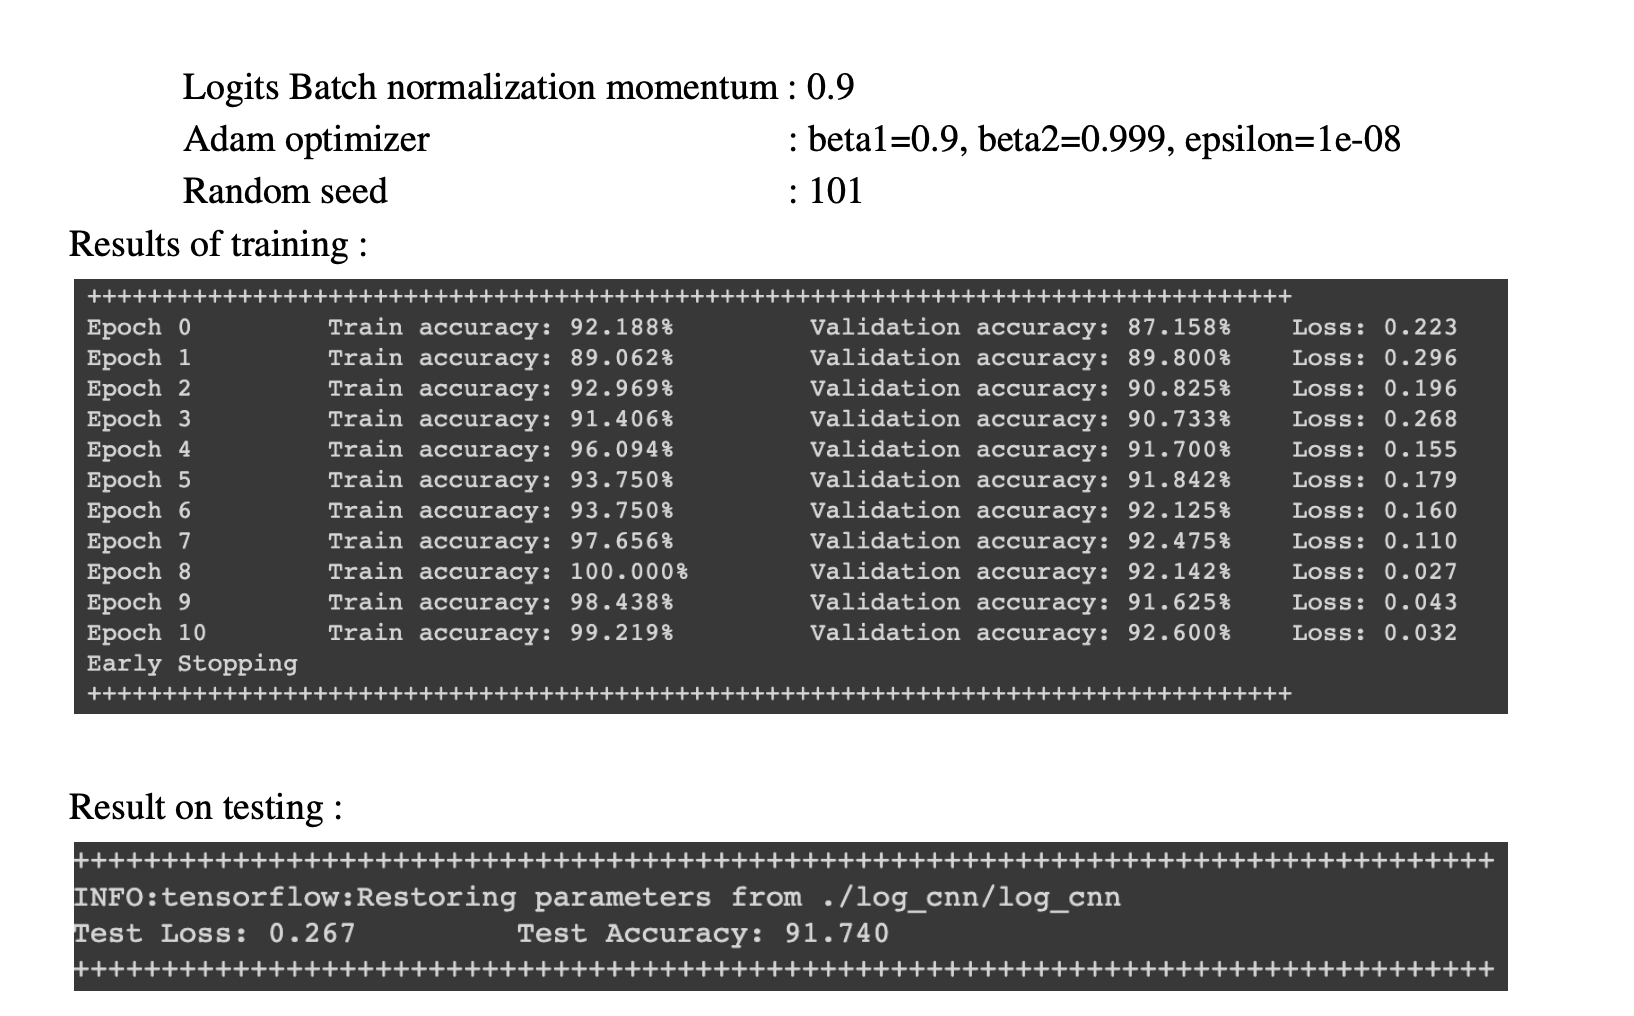 Logits Batch normalization momentum : 0.9
Adam optimizer : beta1=0.9, beta2=0.999, epsilon=1e-08
Random seed : 101
Results of training :
++++++++++++++++++++++++++++++++++++++++++++++++++++++++++++++++++++++++++++++++
Epoch 0 Train accuracy: 92.188% Validation accuracy: 87.158% Loss: 0.223
Epoch 1 Train accuracy: 89.062% Validation accuracy: 89.800% Loss: 0.296
Epoch 2 Train accuracy: 92.969% Validation accuracy: 90.825% Loss: 0.196
Epoch 3 Train accuracy: 91.406% Validation accuracy: 90.733% Loss: 0.268
Epoch 4 Train accuracy: 96.094% Validation accuracy: 91.700% Loss: 0.155
Epoch 5 Train accuracy: 93.750% Validation accuracy: 91.842% Loss: 0.179
Epoch 6 Train accuracy: 93.750% Validation accuracy: 92.125% Loss: 0.160
Epoch 7 Train accuracy: 97.656% Validation accuracy: 92.475% Loss: 0.110
Epoch 8 Train accuracy: 100.000% Validation accuracy: 92.142% Loss: 0.027
Epoch 9 Train accuracy: 98.438% Validation accuracy: 91.625% Loss: 0.043
Epoch 10 Train accuracy: 99.219% Validation accuracy: 92.600% Loss: 0.032
Early Stopping
++++++++++++++++++++++++++++++++++++++++++++++++++++++++++++++++++++++++++++++++
Result on testing :
++++++++++++++++++++++++++++++++++++++++++++++++++++++++++++++++++++++++++++++++
INFO:tensorflow:Restoring parameters from ./log_cnn/log_cnn
Test Loss: 0.267 Test Accuracy: 91.740
++++++++++++++++++++++++++++++++++++++++++++++++++++++++++++++++++++++++++++++++